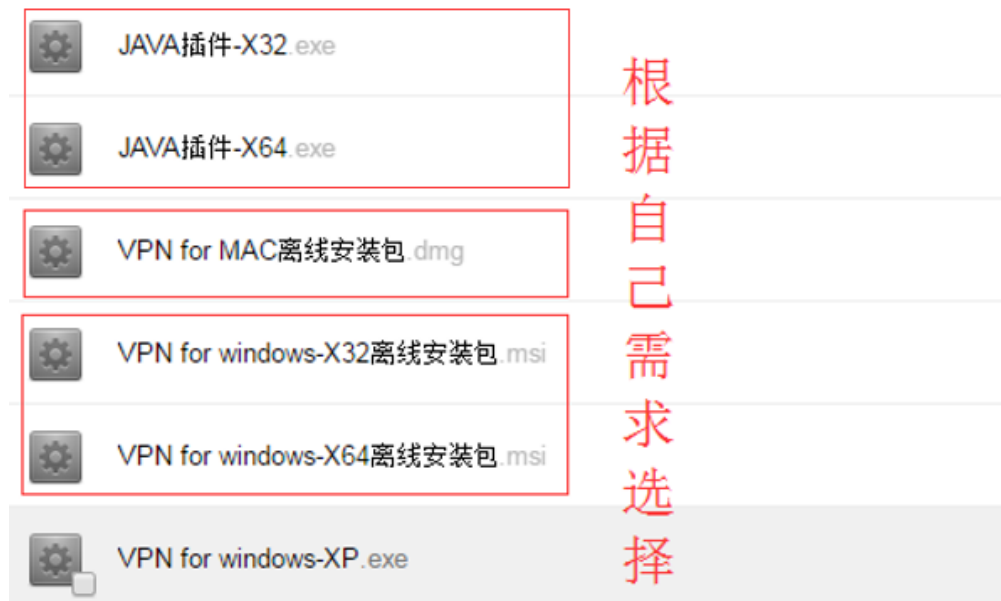 JAVA插件-X32.exe
JAVA插件-X64.exe
VPN for MAC离线安装包.dmg
VPN for windows-X32离线安装包.msi
VPN for windows-X64离线安装包.msi
VPN for windows-XP.exe
根据自己需求选择